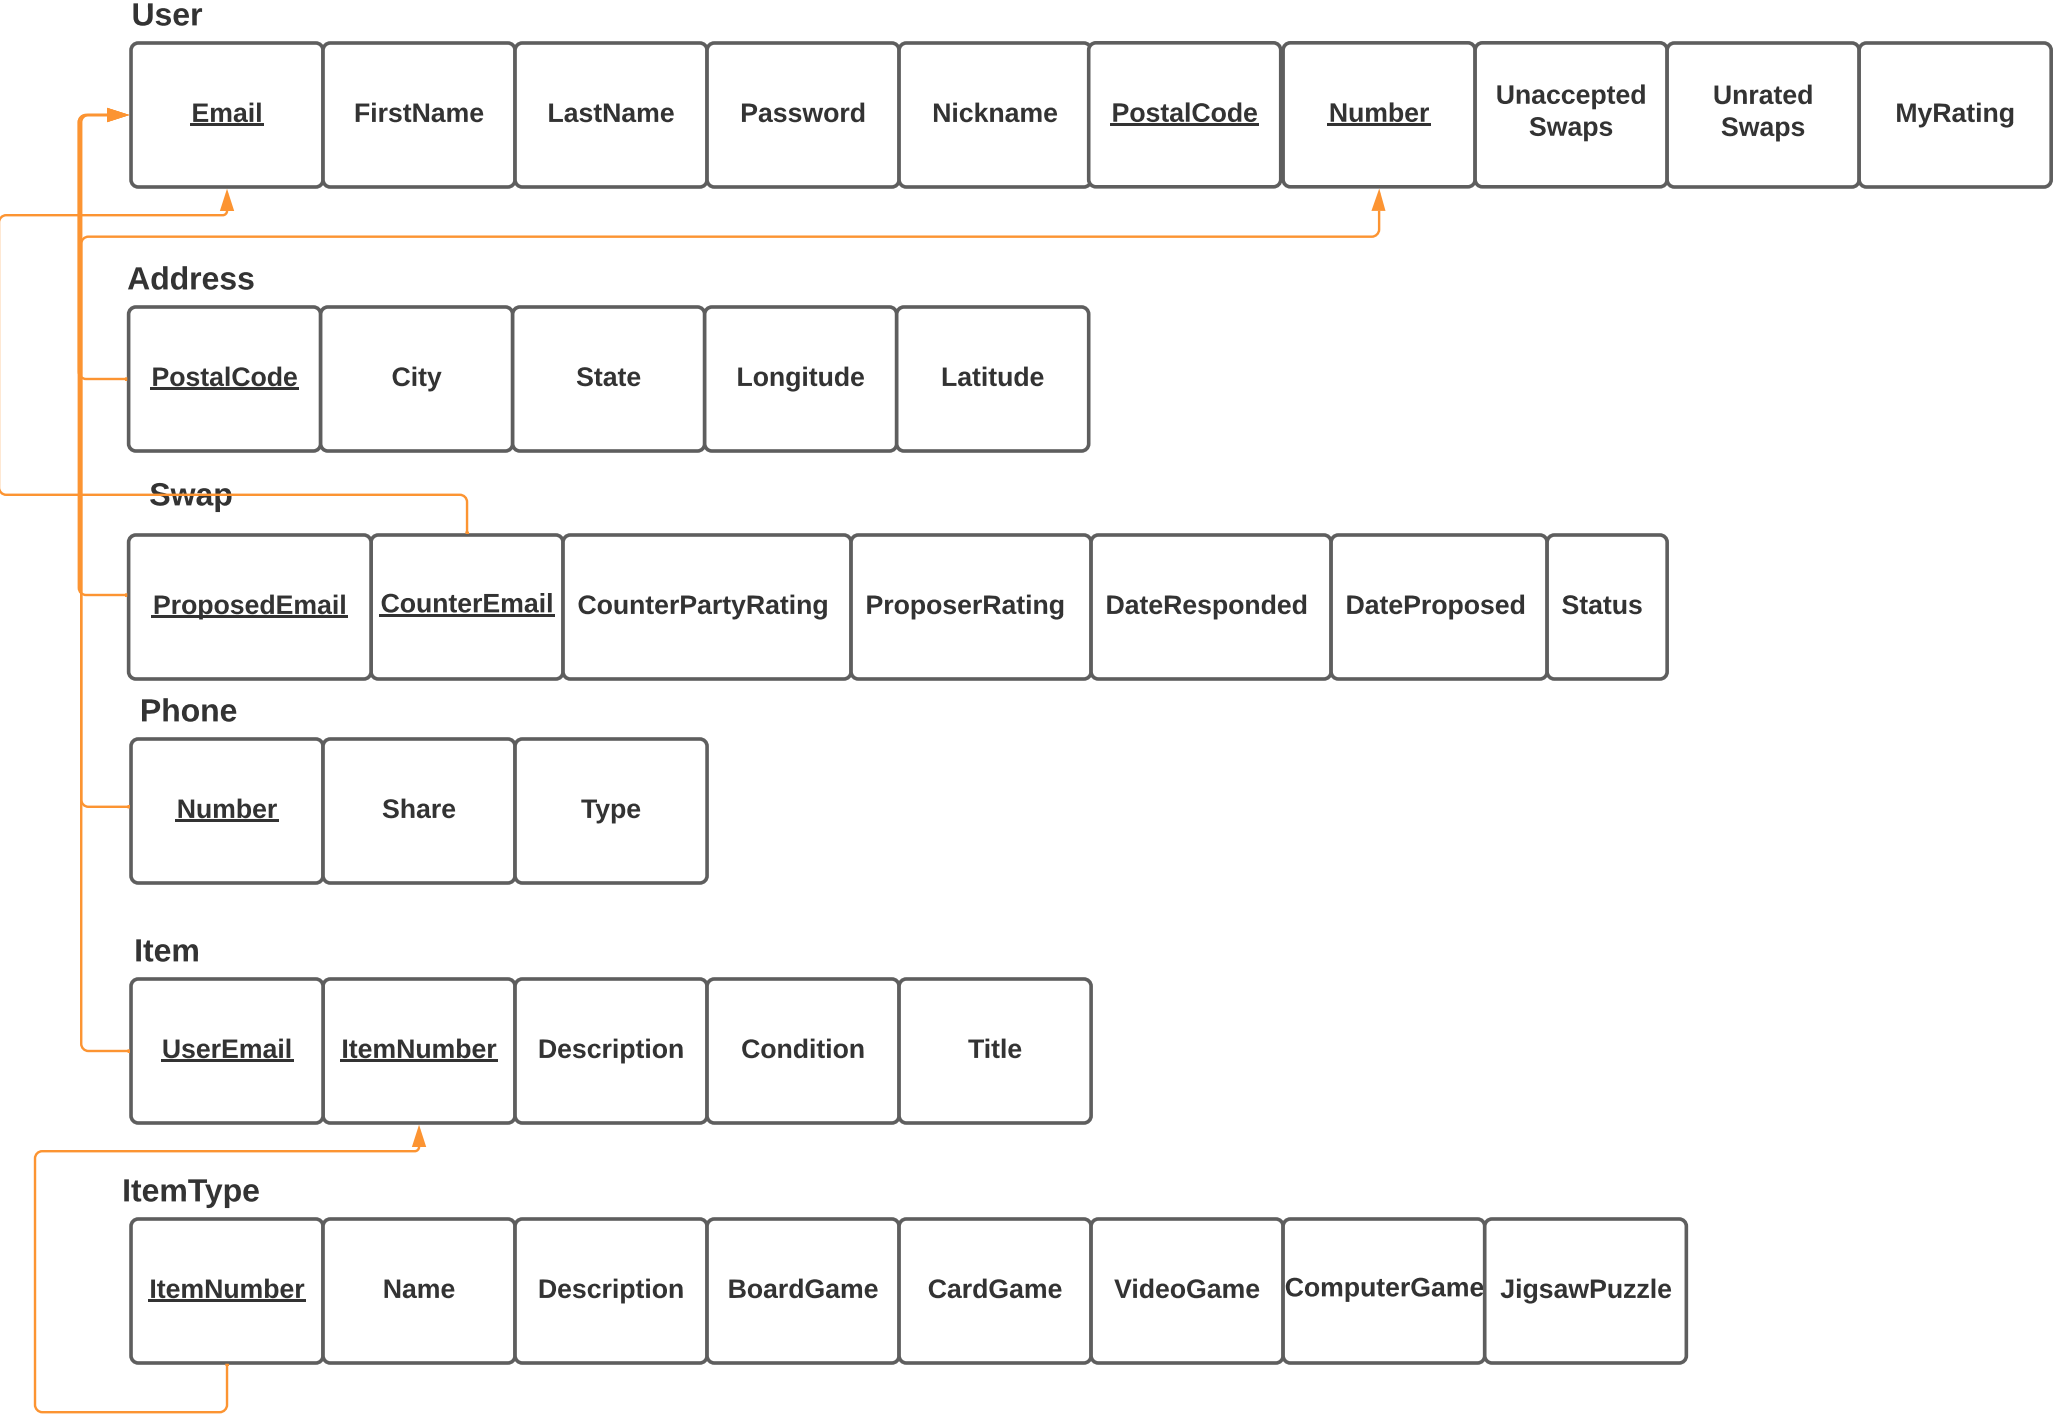 User
Email
FirstName
LastName
Password
Nickname
PostalCode
Number
Unaccepted
Swaps
Unrated
Swaps
MyRating
Address
PostalCode
City
State
Longitude
Latitude
Swap
ProposedEmail
CounterEmail
CounterPartyRating
ProposerRating
DateResponded
DateProposed
Status
Phone
Number
Share
Type
Item
UserEmail
ItemNumber
Description
Condition
Title
ItemType
ItemNumber
Name
Description
BoardGame
CardGame
VideoGame
ComputerGame
JigsawPuzzle